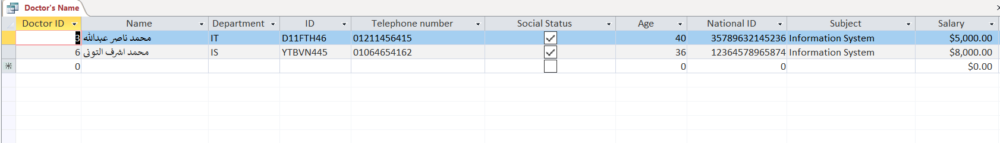 Doctor's Name
Doctor ID Name Department ID Telephone number Social Status Age National ID Subject Salary
3 محمد ناصر عبدالله IT D11FTH46 01211456415 40 35789632145236 Information System $5,000.00
6 محمد اشرف التونى IS YTBVN445 01064654162 36 12364578965874 Information System $8,000.00
0 0 0 $0.00